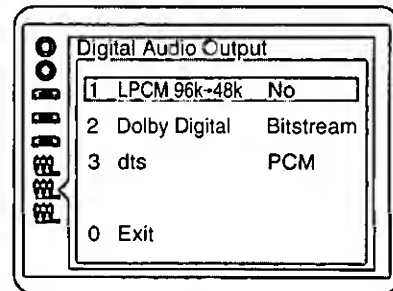 Digital Audio Output
1 LPCM 96k→48k No
2 Dolby Digital Bitstream
3 dts PCM
0 Exit